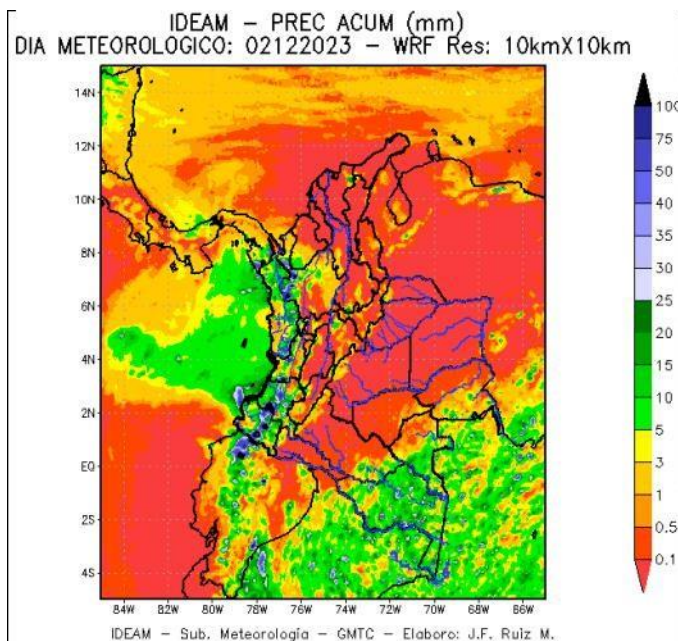 IDEAM - PREC ACUM (mm)
DIA METEOROLOGICO: 02122023 - WRF Res: 10kmX10km
14N
12N
10N
8N
6N
4N
2N
EQ
2S
4S
84W 82W 80W 78W 76W 74W 72W 70W 68W 66W
100
75
50
40
35
30
25
20
15
10
5
3
1
0.5
0.1
IDEAM - Sub. Meteorología - GMTC - Elaboro: J.F. Ruiz M.